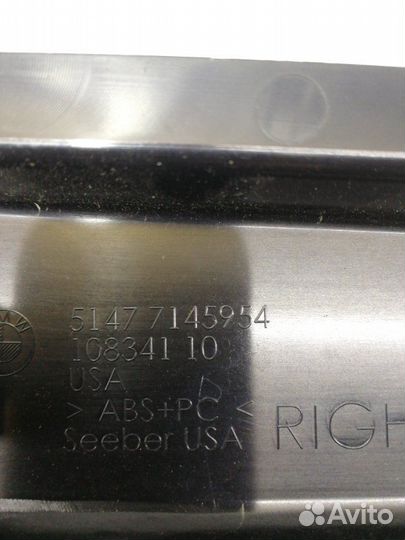 5147 7145954
108341 10
USA
> ABS+PC <
Seeber USA
RIGH
Avito